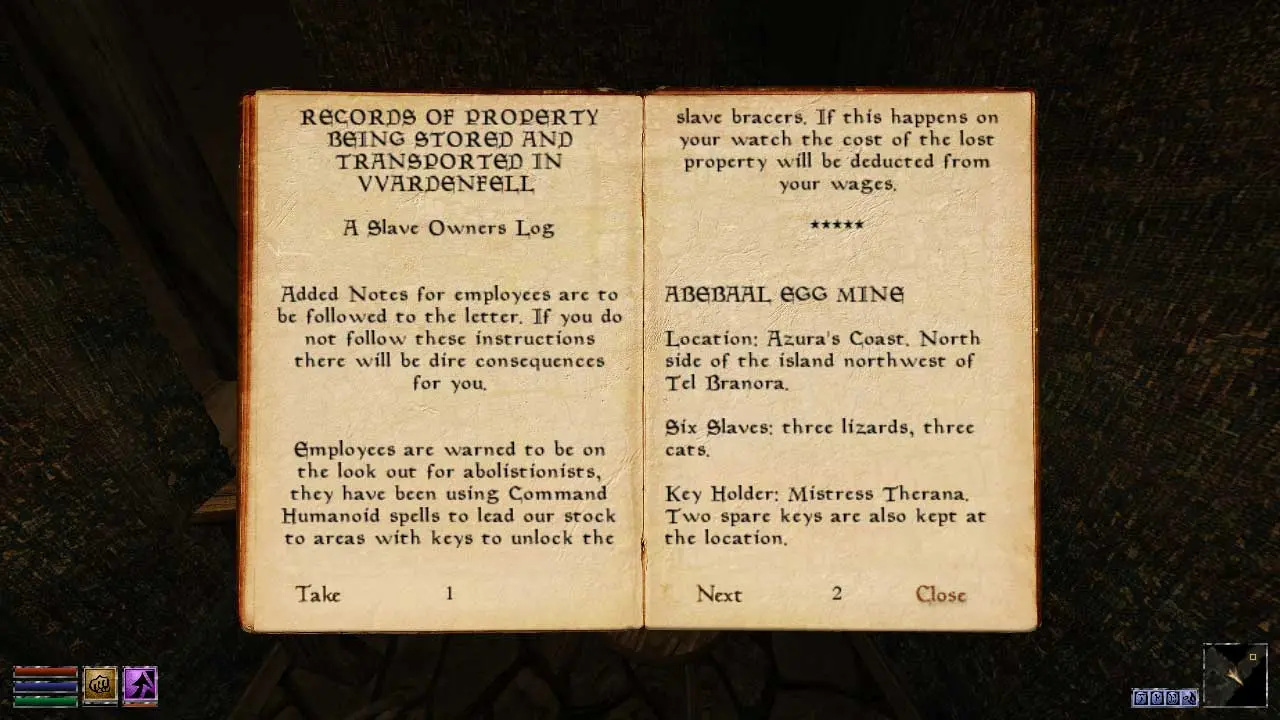 RECORDS OF PROPERTY
BEING STORED AND
TRANSPORTED IN
VVARDENFELL
A Slave Owners Log
Added Notes for employees are to
be followed to the letter. If you do
not follow these instructions
there will be dire consequences
for you.
Employees are warned to be on
the look out for abolistionists,
they have been using Command
Humanoid spells to lead our stock
to areas with keys to unlock the
Take
1
slave bracers. If this happens on
your watch the cost of the lost
property will be deducted from
your wages.
*****
ABEBAAL EGG MINE
Location: Azura's Coast. North
side of the island northwest of
Tel Branora.
Six Slaves: three lizards, three
cats.
Key Holder: Mistress Therana.
Two spare keys are also kept at
the location.
Next
2
Close